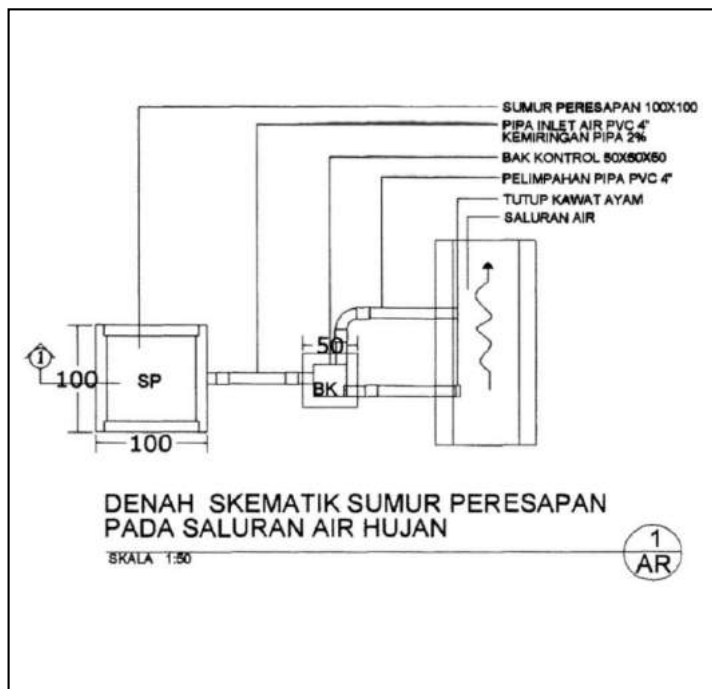 SUMUR PERESAPAN 100X100
PIPA INLET AIR PVC 4"
KEMIRINGAN PIPA 2%
BAK KONTROL 50X50X50
PELIMPAHAN PIPA PVC 4"
TUTUP KAWAT AYAM
SALURAN AIR
50
1
100
SP
BK
100
DENAH SKEMATIK SUMUR PERESAPAN
PADA SALURAN AIR HUJAN
SKALA 1:50
1
AR